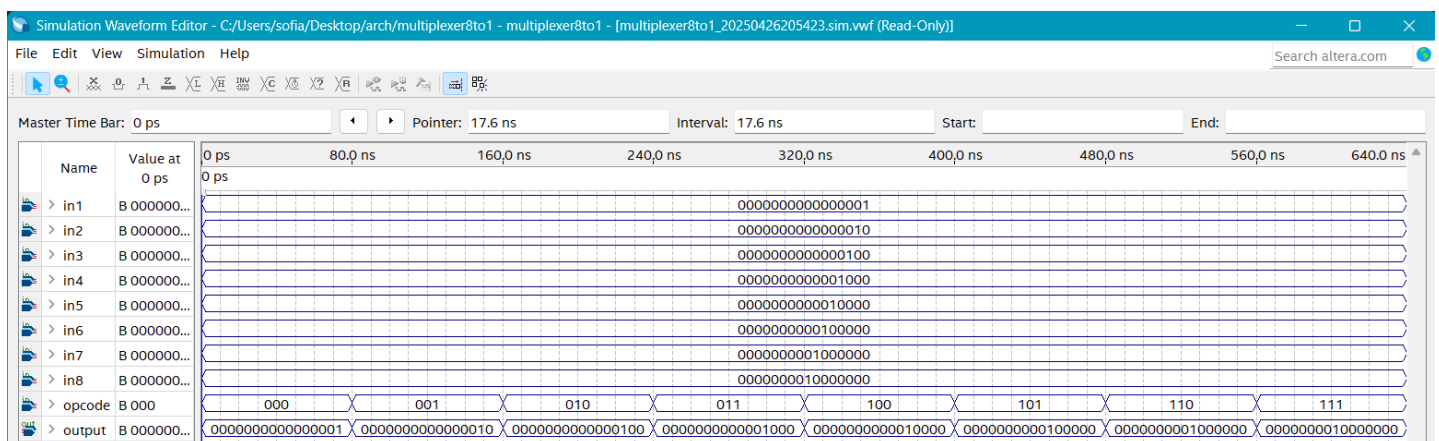 Simulation Waveform Editor - C:/Users/sofia/Desktop/arch/multiplexer8to1 - multiplexer8to1 - [multiplexer8to1_20250426205423.sim.vwf (Read-Only)]
File Edit View Simulation Help
Search altera.com
Master Time Bar: 0 ps Pointer: 17.6 ns Interval: 17.6 ns Start: End:
Name Value at 0 ps 0 ps 80.0 ns 160.0 ns 240.0 ns 320.0 ns 400.0 ns 480.0 ns 560.0 ns 640.0 ns
0 ps
in1 B 000000... 0000000000000001
in2 B 000000... 0000000000000010
in3 B 000000... 0000000000000100
in4 B 000000... 0000000000001000
in5 B 000000... 0000000000010000
in6 B 000000... 0000000000100000
in7 B 000000... 0000000001000000
in8 B 000000... 0000000010000000
opcode B 000 000 001 010 011 100 101 110 111
output B 000000... 0000000000000001 0000000000000010 0000000000000100 0000000000001000 0000000000010000 0000000000100000 0000000001000000 0000000010000000